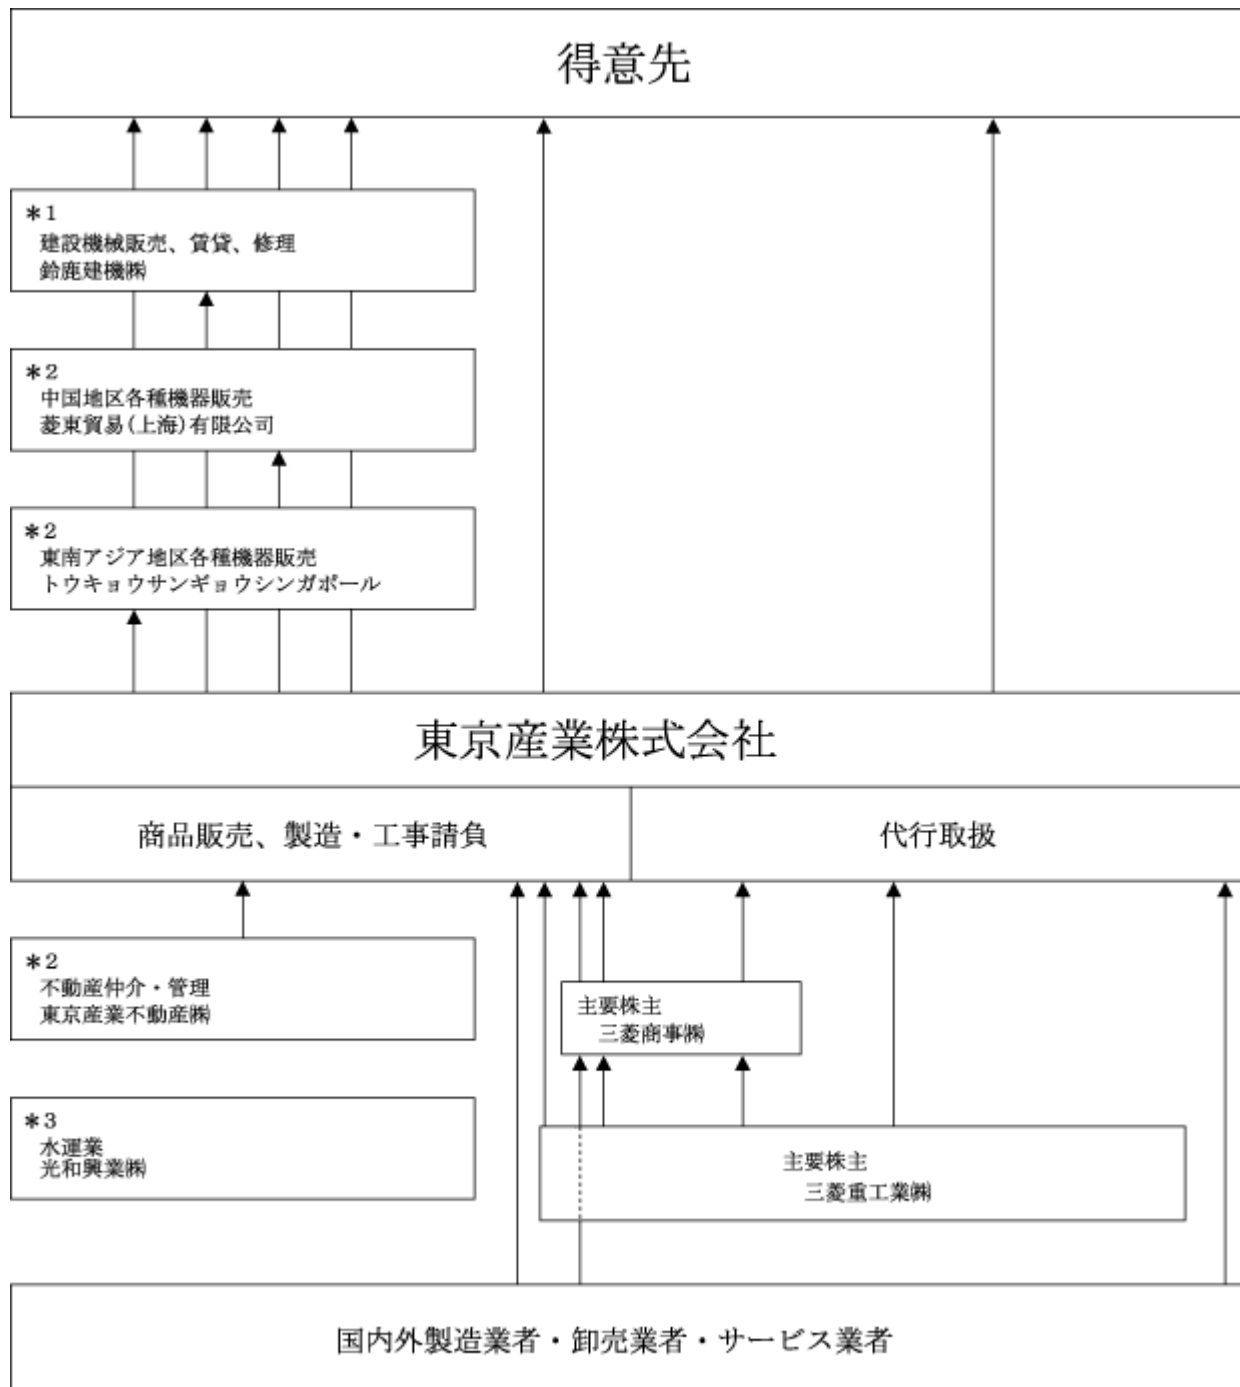 得意先
＊1
建設機械販売、賃貸、修理
鈴鹿建機㈱
＊2
中国地区各種機器販売
菱東貿易(上海)有限公司
＊2
東南アジア地区各種機器販売
トウキョウサンギョウシンガポール
東京産業株式会社
商品販売、製造・工事請負
代行取扱
＊2
不動産仲介・管理
東京産業不動産㈱
主要株主
三菱商事㈱
＊3
水運業
光和興業㈱
主要株主
三菱重工業㈱
国内外製造業者・卸売業者・サービス業者